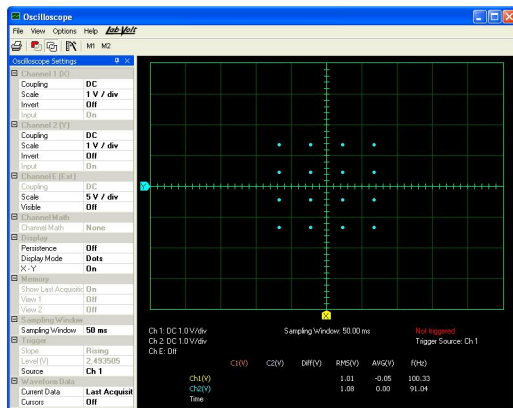 Oscilloscope
File View Options Help Lab-Volt
M1 M2
Oscilloscope Settings
Channel 1 (X)
Coupling DC
Scale 1 V / div
Invert Off
Input On
Channel 2 (Y)
Coupling DC
Scale 1 V / div
Invert Off
Input On
Channel E (Ext)
Coupling DC
Scale 5 V / div
Visible Off
Channel Math
Channel Math None
Display
Persistence Off
Display Mode Dots
X - Y On
Memory
Show Last Acquisitic On
View 1 Off
View 2 Off
Sampling Window
Sampling Window 50 ms
Trigger
Slope Rising
Level (V) 2.493505
Source Ch 1
Waveform Data
Current Data Last Acquisit
Cursors Off
Y
X
Ch 1: DC 1.0 V/div Sampling Window: 50.00 ms Not triggered
Ch 2: DC 1.0 V/div Trigger Source: Ch 1
Ch E: Off
C1(V) C2(V) Diff(V) RMS(V) AVG(V) f(Hz)
Ch1(V) 1.01 -0.05 100.33
Ch2(V) 1.08 0.00 91.04
Time